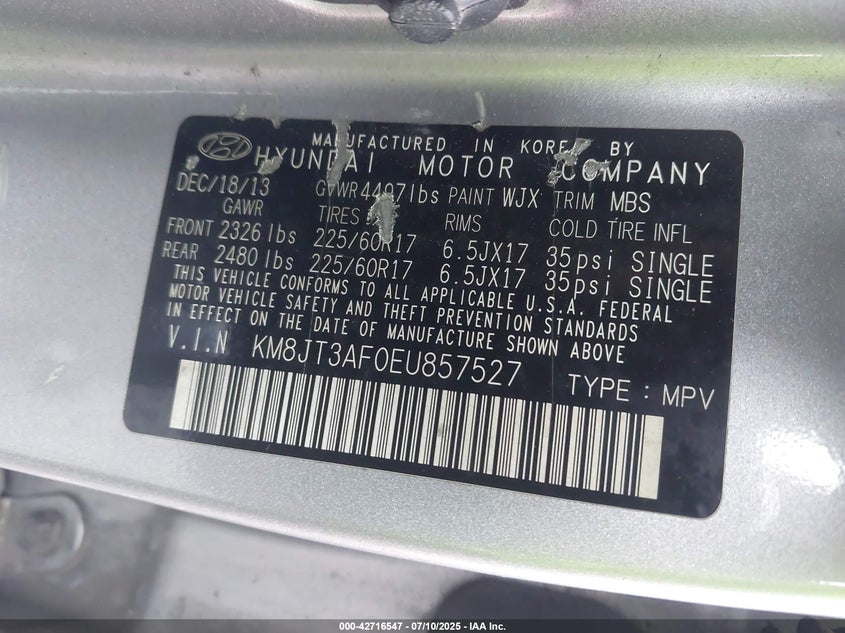 MANUFACTURED IN KOREA BY
HYUNDAI MOTOR COMPANY
DEC/18/13 GVWR 4497lbs PAINT WJX TRIM MBS
GAWR TIRES RIMS COLD TIRE INFL
FRONT 2326 lbs 225/60R17 6.5JX17 35psi SINGLE
REAR 2480 lbs 225/60R17 6.5JX17 35psi SINGLE
THIS VEHICLE CONFORMS TO ALL APPLICABLE U.S.A. FEDERAL
MOTOR VEHICLE SAFETY AND THEFT PREVENTION STANDARDS
IN EFFECT ON THE DATE OF MANUFACTURE SHOWN ABOVE
V.I.N KM8JT3AF0EU857527 TYPE : MPV
000-42716547 - 07/10/2025 - IAA Inc.